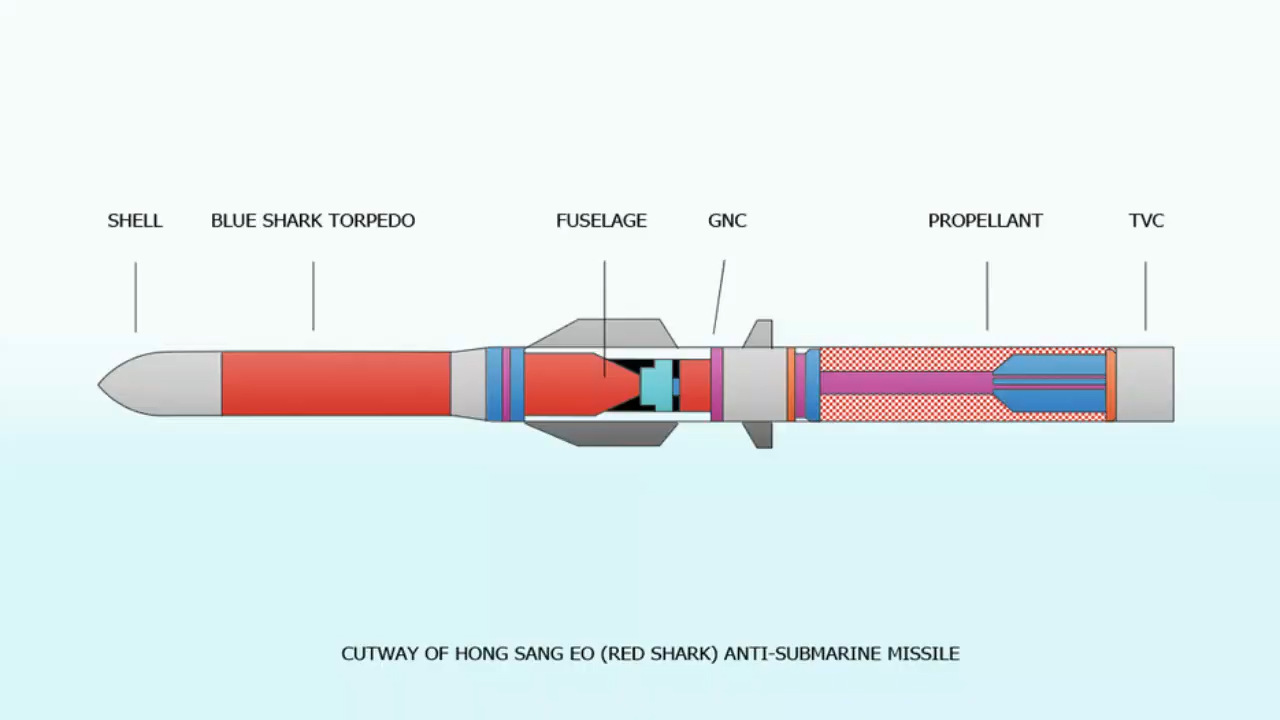 SHELL
BLUE SHARK TORPEDO
FUSELAGE
GNC
PROPELLANT
TVC
CUTWAY OF HONG SANG EO (RED SHARK) ANTI-SUBMARINE MISSILE